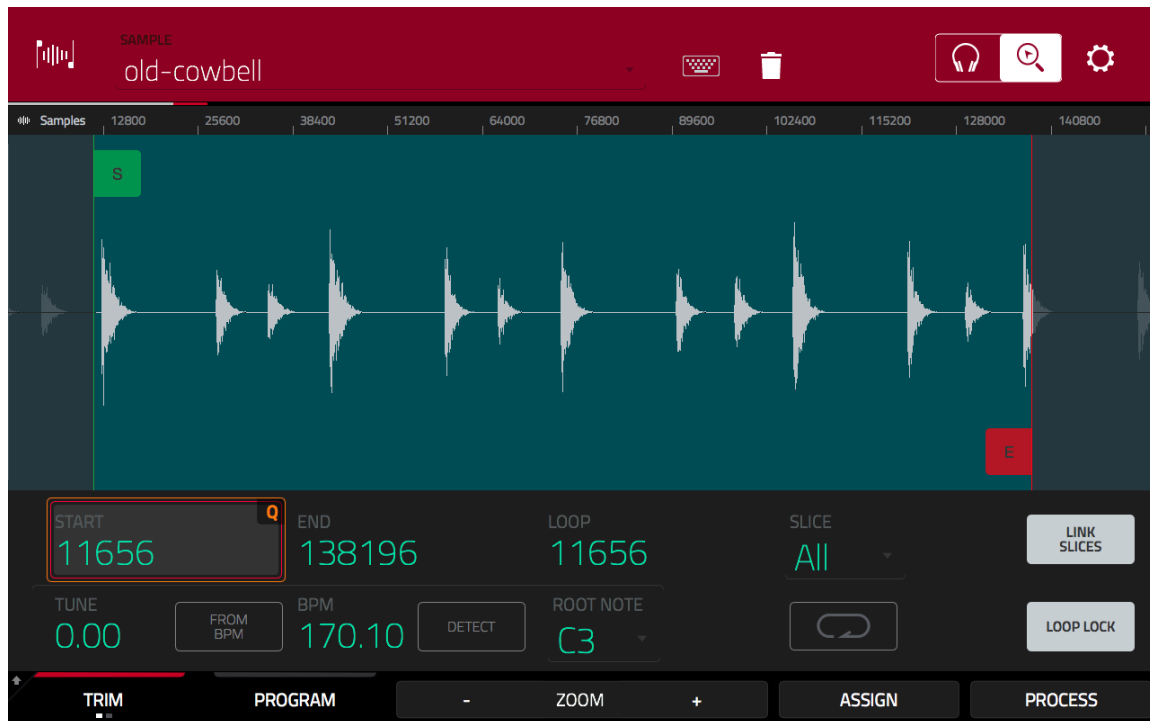 SAMPLE
old-cowbell
Samples 12800 25600 38400 51200 64000 76800 89600 102400 115200 128000 140800
S
E
START Q END LOOP SLICE LINK SLICES
11656 138196 11656 All
TUNE FROM BPM BPM DETECT ROOT NOTE LOOP LOCK
0.00 170.10 C3
TRIM PROGRAM - ZOOM + ASSIGN PROCESS